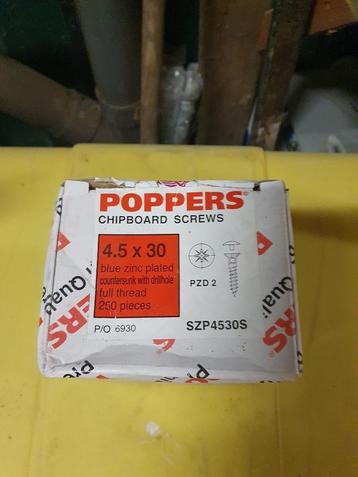 POPPERS
CHIPBOARD SCREWS
4.5 x 30
blue zinc plated
countersunk with drillhole
full thread
250 pieces
PZD 2
P/O 6930
SZP4530S